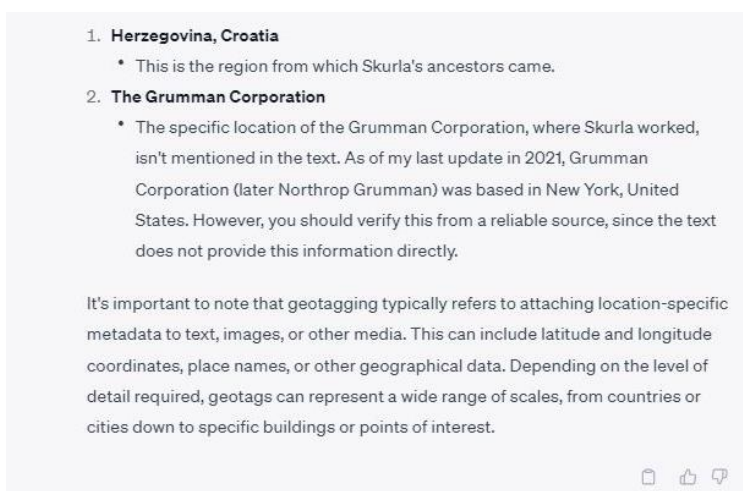 1. Herzegovina, Croatia
• This is the region from which Skurla's ancestors came.
2. The Grumman Corporation
• The specific location of the Grumman Corporation, where Skurla worked,
isn't mentioned in the text. As of my last update in 2021, Grumman
Corporation (later Northrop Grumman) was based in New York, United
States. However, you should verify this from a reliable source, since the text
does not provide this information directly.
It's important to note that geotagging typically refers to attaching location-specific
metadata to text, images, or other media. This can include latitude and longitude
coordinates, place names, or other geographical data. Depending on the level of
detail required, geotags can represent a wide range of scales, from countries or
cities down to specific buildings or points of interest.